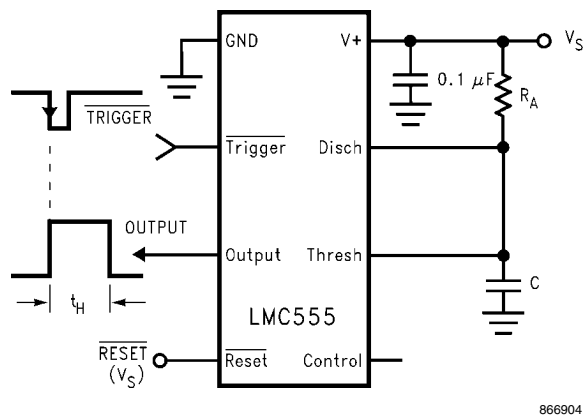 GND
V+
V_S
0.1 μF
R_A
TRIGGER
Trigger
Disch
OUTPUT
Output
Thresh
C
t_H
LMC555
RESET
(V_S)
Reset
Control
866904